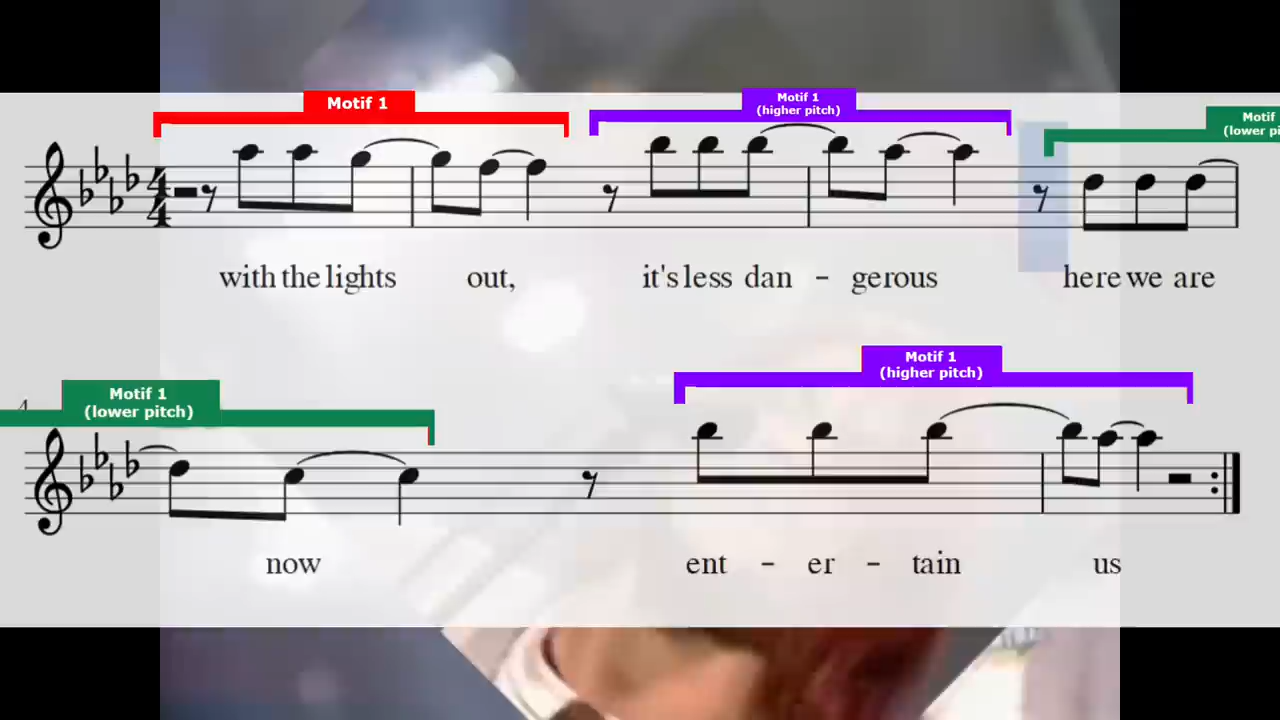 Motif 1
Motif 1
(higher pitch)
Motif
(lower pi
with the lights out, it's less dan - gerous here we are
Motif 1
(lower pitch)
Motif 1
(higher pitch)
now ent - er - tain us